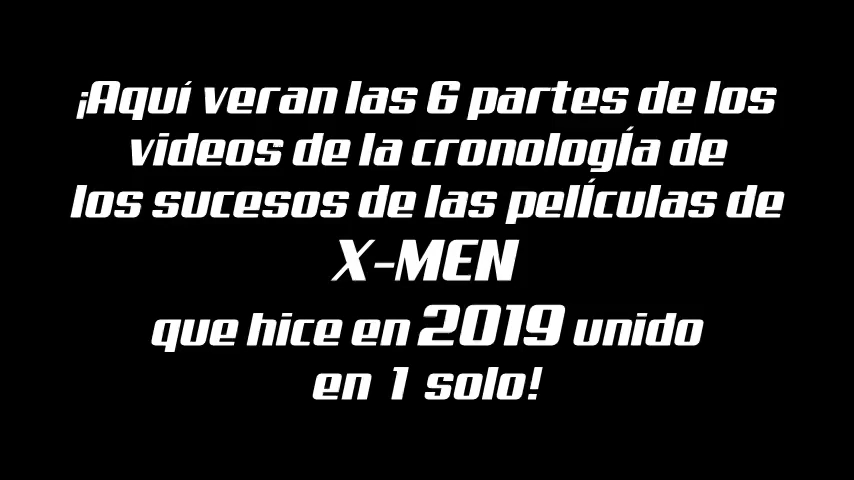 ¡Aquí veran las 6 partes de los
videos de la cronologÍa de
los sucesos de las pelÍculas de
X-MEN
que hice en 2019 unido
en 1 solo!